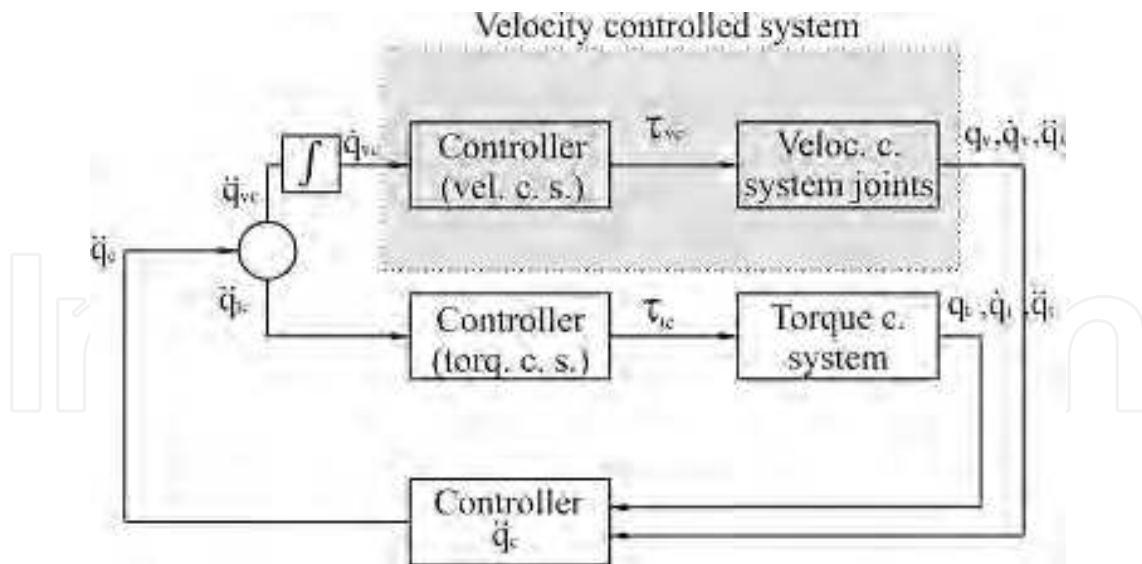 Velocity controlled system
q̈c
q̈vc
∫
q̇vc
Controller
(vel. c. s.)
τvc
Veloc. c.
system joints
qv, q̇v, q̈
q̈tc
Controller
(torq. c. s.)
τtc
Torque c.
system
qt, q̇t, q̈t
Controller
q̈c